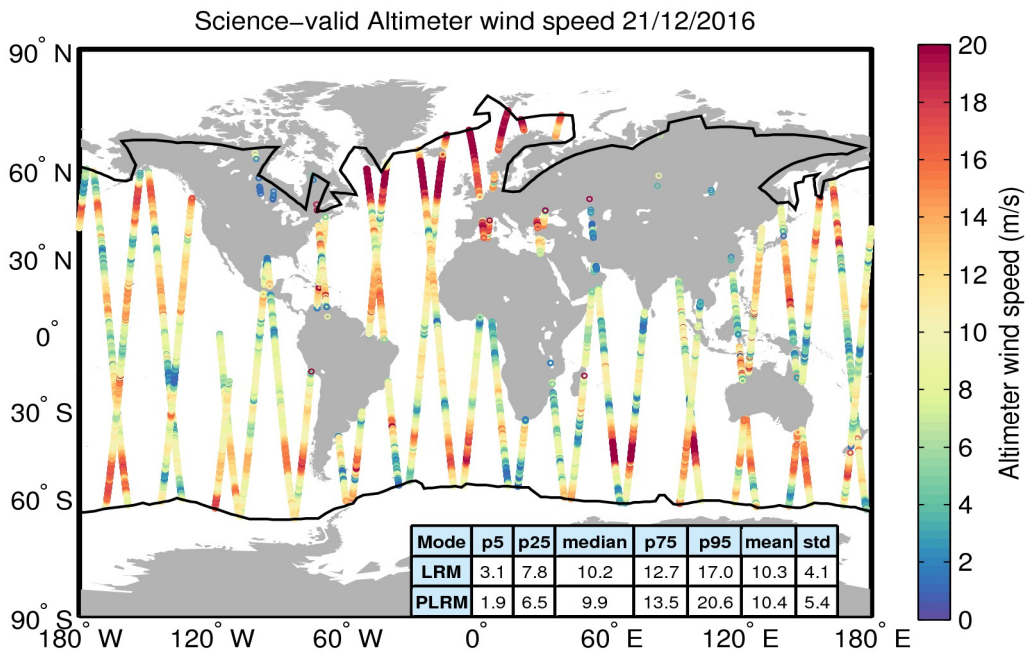 Science−valid Altimeter wind speed 21/12/2016
90° N
60° N
30° N
0°
30° S
60° S
90° S
180° W
120° W
60° W
0°
60° E
120° E
180° E
Mode p5 p25 median p75 p95 mean std
LRM 3.1 7.8 10.2 12.7 17.0 10.3 4.1
PLRM 1.9 6.5 9.9 13.5 20.6 10.4 5.4
20
18
16
14
12
10
8
6
4
2
0
Altimeter wind speed (m/s)